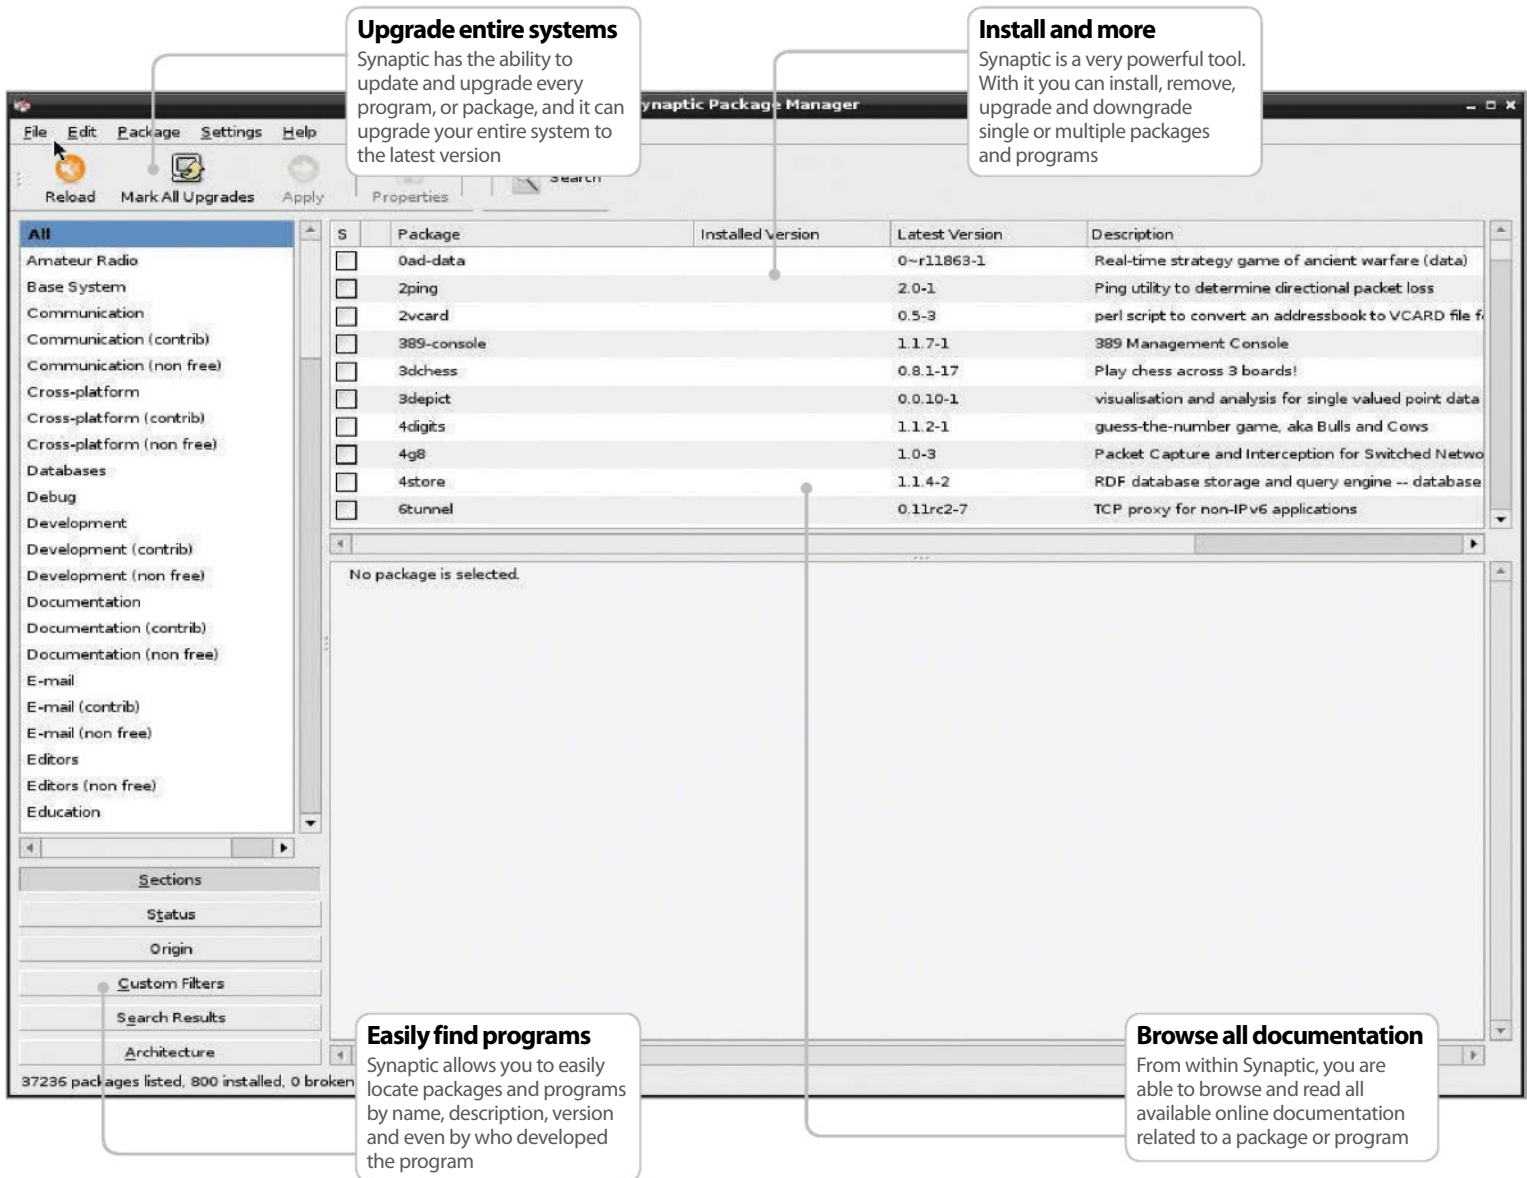 Upgrade entire systems
Synaptic has the ability to
update and upgrade every
program, or package, and it can
upgrade your entire system to
the latest version
Install and more
Synaptic is a very powerful tool.
With it you can install, remove,
upgrade and downgrade
single or multiple packages
and programs
ynaptic Package Manager
File Edit Package Settings Help
Reload Mark All Upgrades Apply Properties Search
All
Amateur Radio
Base System
Communication
Communication (contrib)
Communication (non free)
Cross-platform
Cross-platform (contrib)
Cross-platform (non free)
Databases
Debug
Development
Development (contrib)
Development (non free)
Documentation
Documentation (contrib)
Documentation (non free)
E-mail
E-mail (contrib)
E-mail (non free)
Editors
Editors (non free)
Education
Sections
Status
Origin
Custom Filters
Search Results
Architecture
S Package Installed Version Latest Version Description
0ad-data 0~r11863-1 Real-time strategy game of ancient warfare (data)
2ping 2.0-1 Ping utility to determine directional packet loss
2vcard 0.5-3 perl script to convert an addressbook to VCARD file f
389-console 1.1.7-1 389 Management Console
3dchess 0.8.1-17 Play chess across 3 boards!
3depict 0.0.10-1 visualisation and analysis for single valued point data
4digits 1.1.2-1 guess-the-number game, aka Bulls and Cows
4g8 1.0-3 Packet Capture and Interception for Switched Netwo
4store 1.1.4-2 RDF database storage and query engine -- database
6tunnel 0.11rc2-7 TCP proxy for non-IPv6 applications
No package is selected.
37236 packages listed, 800 installed, 0 broken
Easily find programs
Synaptic allows you to easily
locate packages and programs
by name, description, version
and even by who developed
the program
Browse all documentation
From within Synaptic, you are
able to browse and read all
available online documentation
related to a package or program